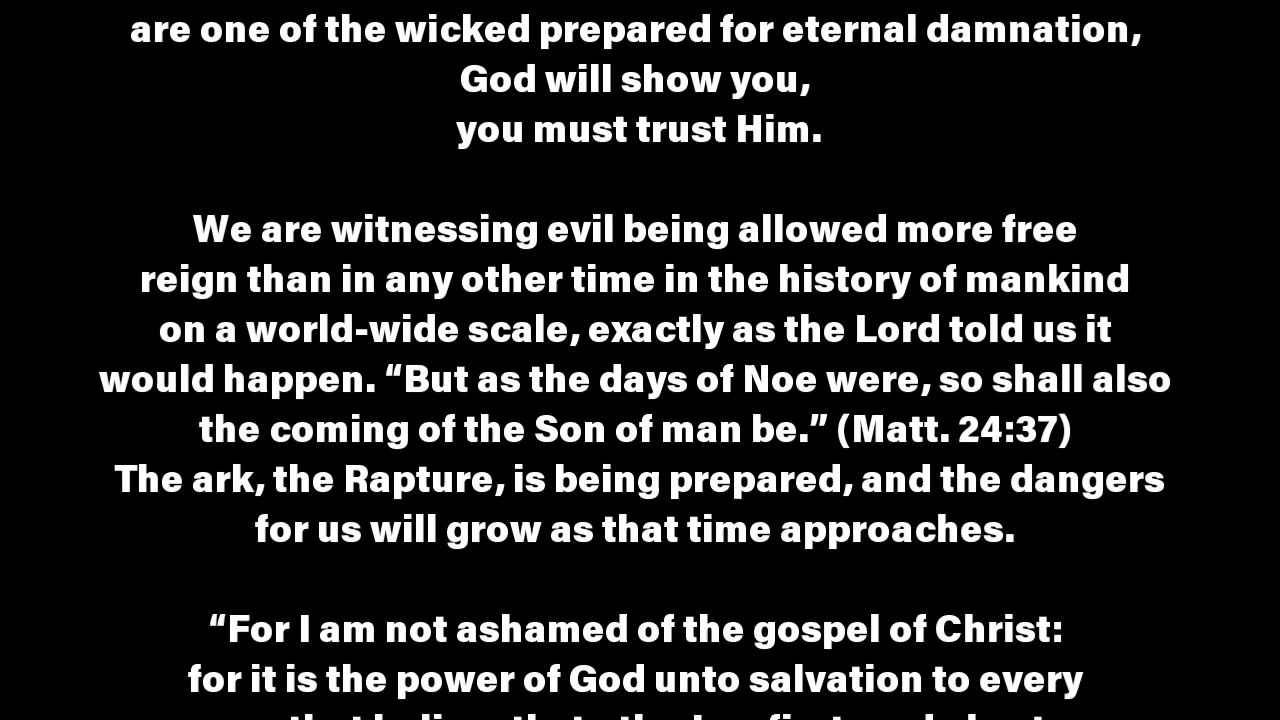 are one of the wicked prepared for eternal damnation,
God will show you,
you must trust Him.
We are witnessing evil being allowed more free
reign than in any other time in the history of mankind
on a world-wide scale, exactly as the Lord told us it
would happen. “But as the days of Noe were, so shall also
the coming of the Son of man be.” (Matt. 24:37)
The ark, the Rapture, is being prepared, and the dangers
for us will grow as that time approaches.
“For I am not ashamed of the gospel of Christ:
for it is the power of God unto salvation to every